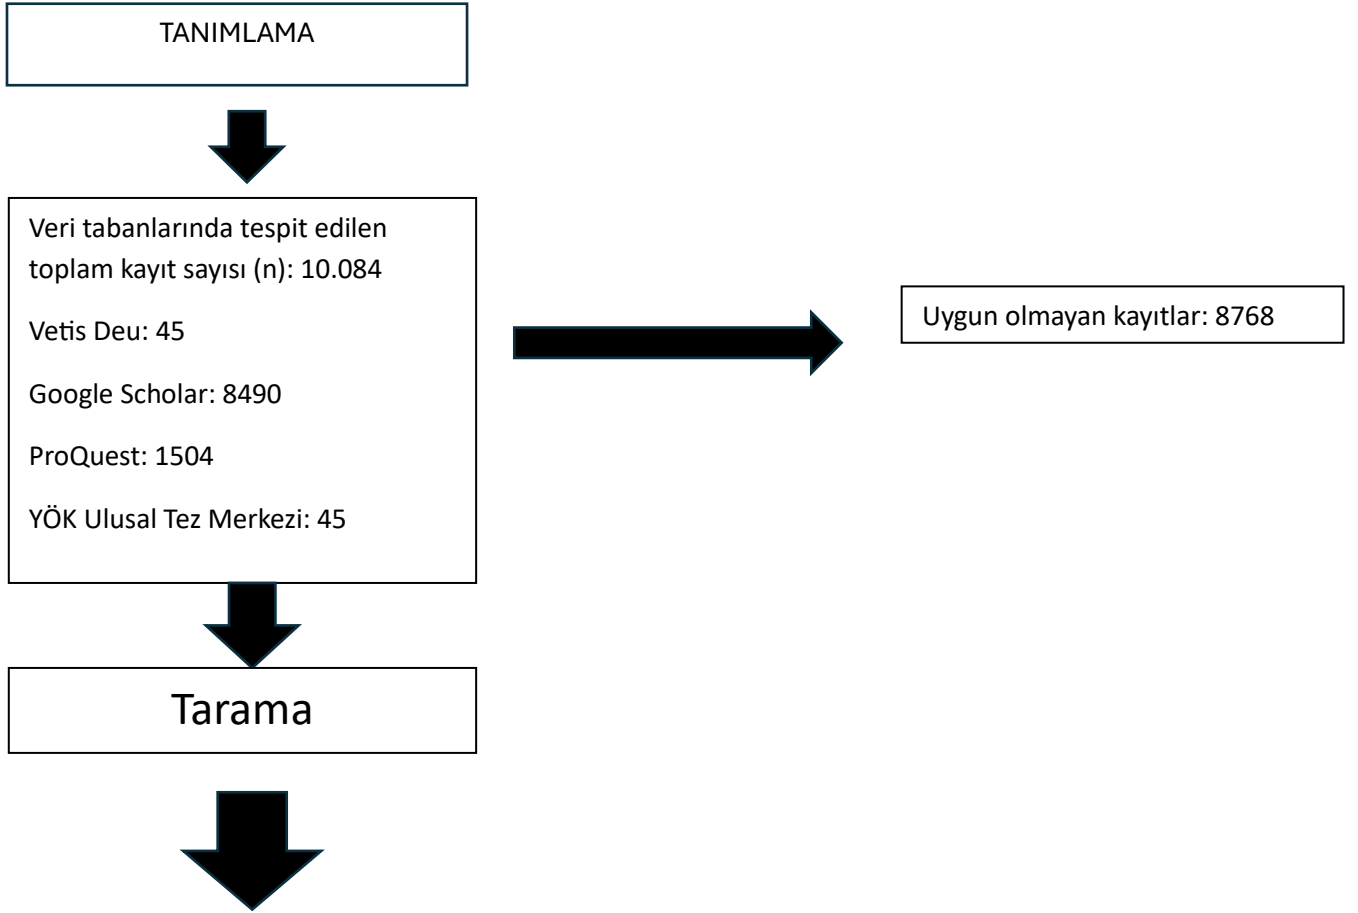 TANIMLAMA
Veri tabanlarında tespit edilen
toplam kayıt sayısı (n): 10.084
Vetis Deu: 45
Google Scholar: 8490
ProQuest: 1504
YÖK Ulusal Tez Merkezi: 45
Uygun olmayan kayıtlar: 8768
Tarama